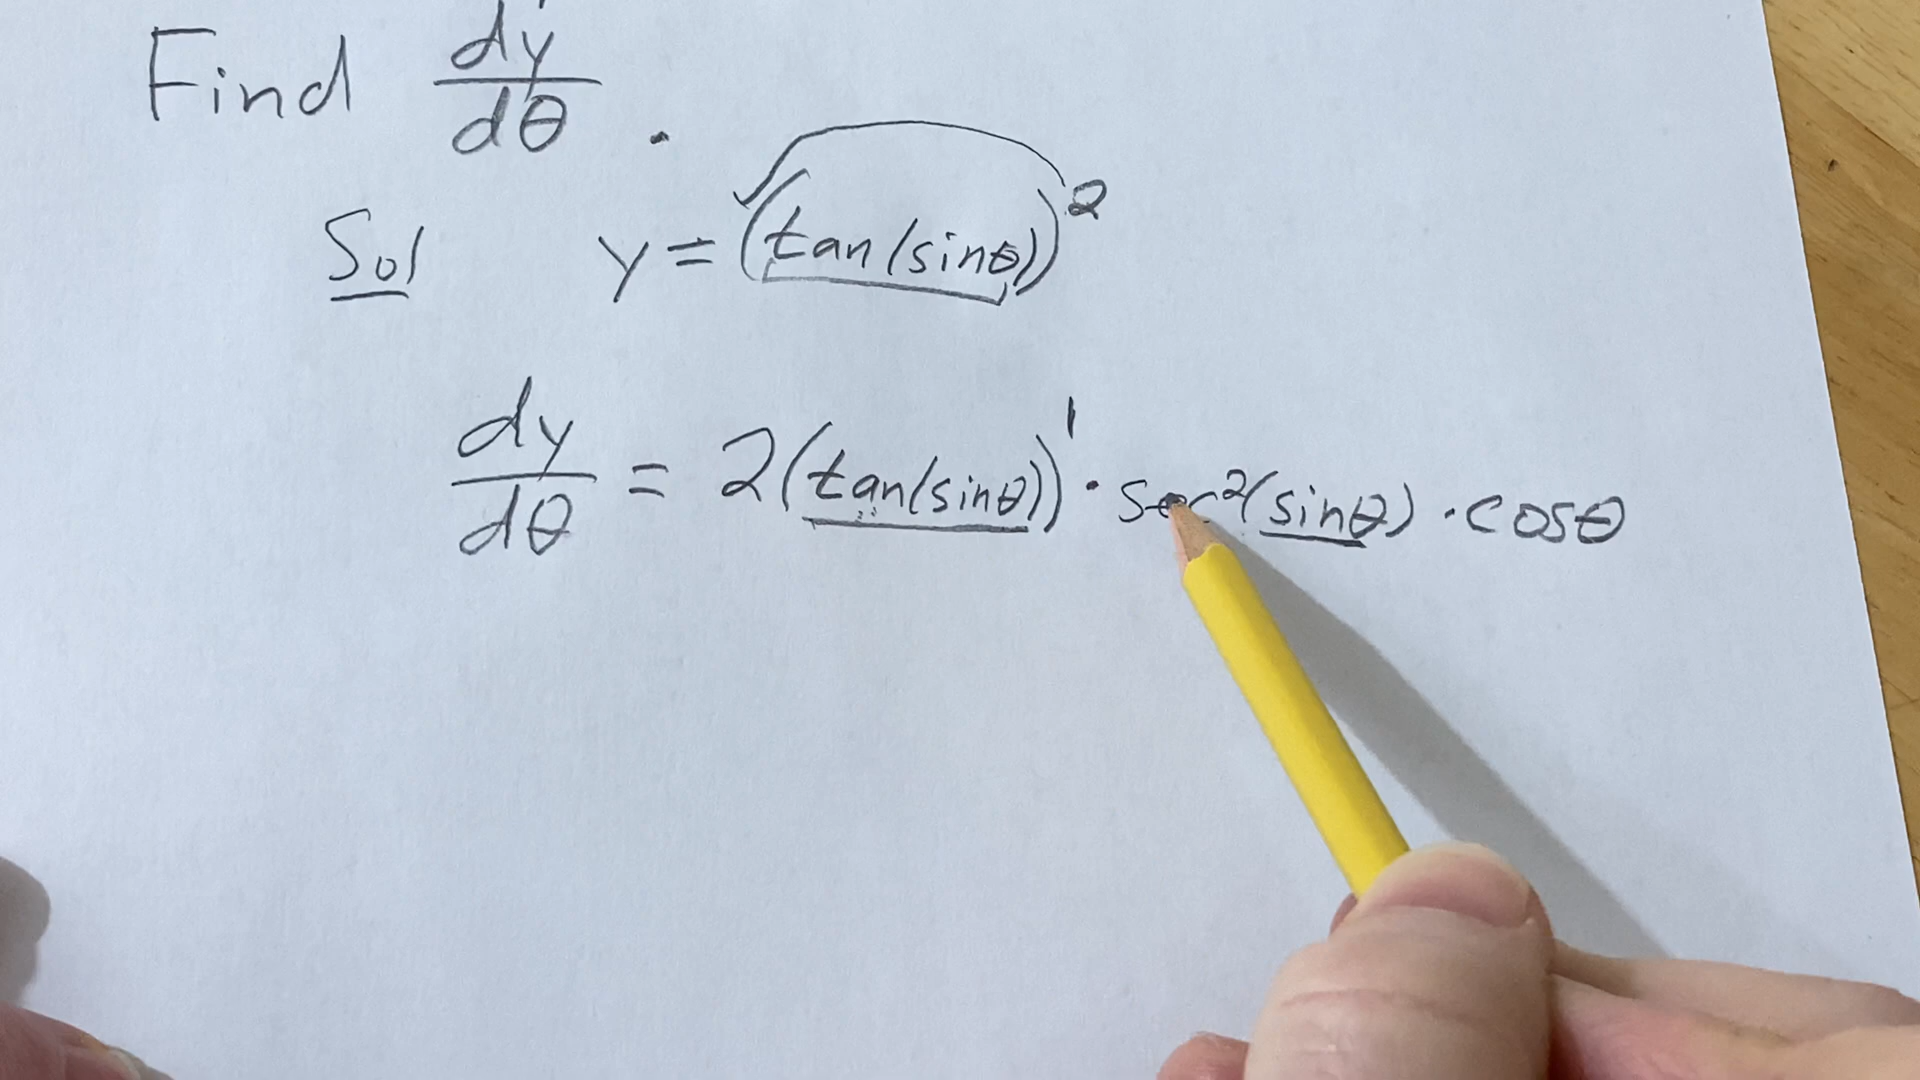 Find dy/dθ.
Sol y = (tan(sinθ))²
dy/dθ = 2(tan(sinθ))¹ · sec²(sinθ) · cosθ